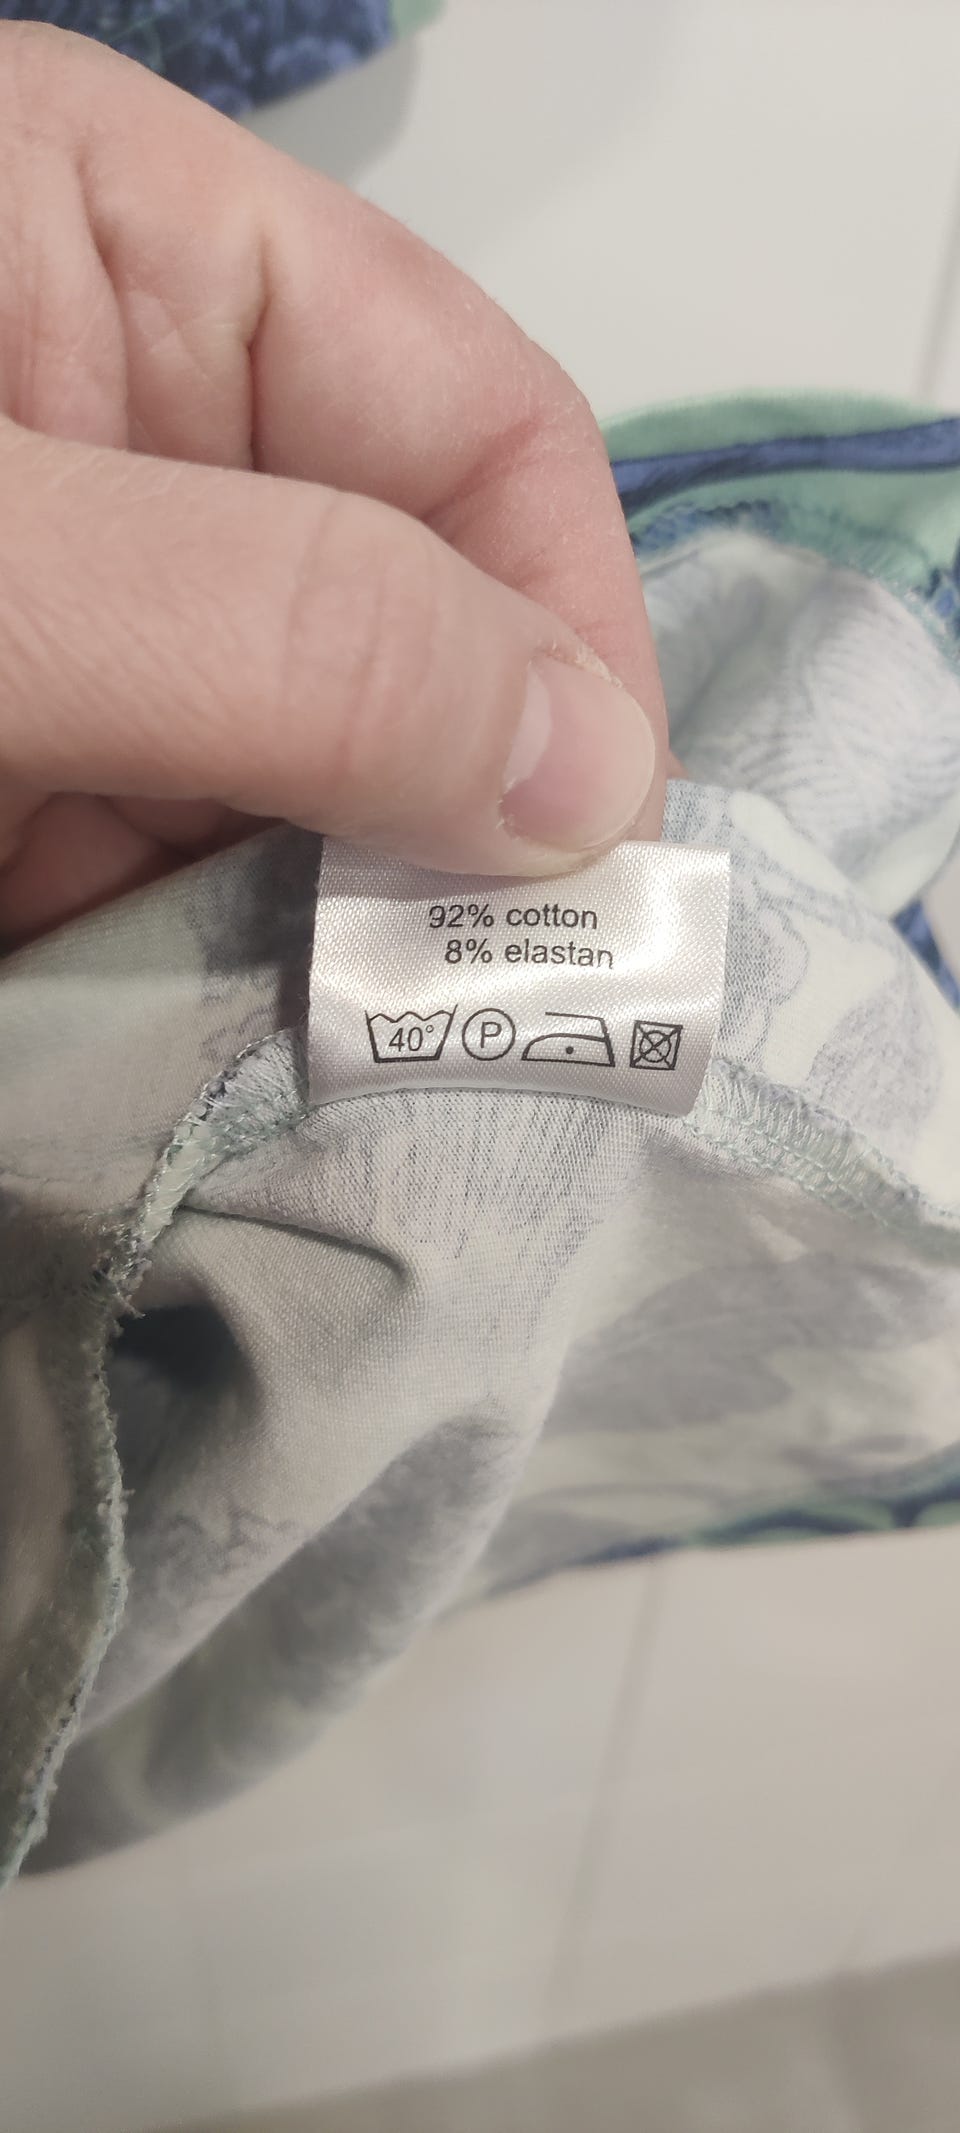 92% cotton
8% elastan
40° P